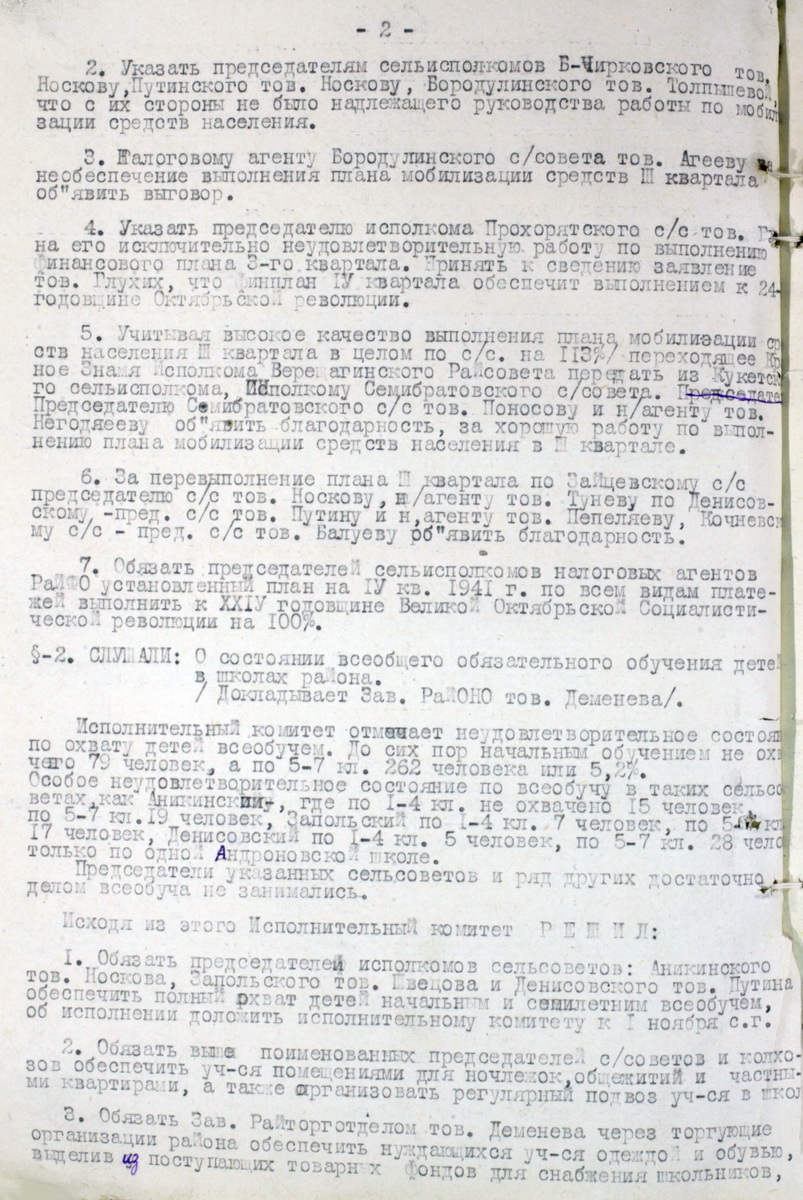 - 2 -
2. Указать председателям сельисполкомов Б-Чирковского тов.
Носкову,Путинского тов. Носкову, Бородулинского тов. Толпышевой,
что с их стороны не было надлежащего руководства работы по мобил
зации средств населения.
3. Налоговому агенту Бородулинского с/совета тов. Агееву за
необеспечение выполнения плана мобилизации средств Ш квартала
об"явить выговор.
4. Указать председателю исполкома Прохорятского с/с тов. Г
на его исключительно неудовлетворительную работу по выполнению
финансового плана 3-го квартала. Принять к сведению заявление
тов. Глухих, что финплан IУ квартала обеспечит выполнением к 24-
годовщине Октябрьской революции.
5. Учитывая высокое качество выполнения плана мобилизации ср
ств населения Ш квартала в целом по с/с. на II3%/ переходящее Кр
ное Знамя Исполкома Верещагинского Райсовета передать из Кукетск
го сельисполкома, Исполкому Семибратовского с/совета. Председател
Председателю Семибратовского с/с тов. Поносову и н/агенту тов.
Негодяееву об"явить благодарность, за хорошую работу по выпол-
нению плана мобилизации средств населения в Ш квартале.
6. За перевыполнение плана Ш квартала по Зайцевскому с/с
председателю с/с тов. Носкову, н/агенту тов. Туневу по Денисов-
скому,-пред. с/с тов. Путину и н,агенту тов. Пепеляеву, Кочневск
му с/с - пред. с/с тов. Балуеву об"явить благодарность.
7. Обязать председателей сельисполкомов налоговых агентов
РайФО установленный план на IУ кв. 1941 г. по всем видам плате-
жей выполнить к XXIУ годовщине Великой Октябрьской Социалисти-
ческой революции на I00%.
§-2. СЛУШАЛИ: О состоянии всеобщего обязательного обучения детей
в школах района.
/ Докладывает Зав. РайОНО тов. Деменева/.
Исполнительный комитет отмечает неудовлетворительное состоя
по охвату детей всеобучем. До сих пор начальным обучением не охв
чено 79 человек, а по 5-7 кл. 262 человека или 5,2%.
Особое неудовлетворительное состояние по всеобучу в таких сельсо
ветах,как Аникинский-, где по I-4 кл. не охвачено I5 человек,
по 5-7 кл.I9 человек, Запольский по I-4 кл. 7 человек, по 5- кл
I7 человек, Денисовский по I-4 кл. 5 человек, по 5-7 кл. 28 чело
только по одной Андроновской школе.
Председатели указанных сельсоветов и ряд других достаточно
делом всеобуча не занимались.
Исходя из этого Исполнительный комитет Р Е Ш И Л:
I. Обязать председателей исполкомов сельсоветов: Аникинского
тов. Носкова, Запольского тов. Швецова и Денисовского тов. Путина
обеспечить полный охват детей начальным и семилетним всеобучем,
об исполнении доложить исполнительному комитету к I ноября с.г.
2. Обязать выше поименованных председателей с/советов и колхо-
зов обеспечить уч-ся помещениями для ночлежок,общежитий и частны-
ми квартирами, а также организовать регулярный подвоз уч-ся в школ
3. Обязать Зав. Райторготделом тов. Деменева через торгующие
организации района обеспечить нуждающихся уч-ся одеждой и обувью,
выделив из поступающих товарных фондов для снабжения школьников,